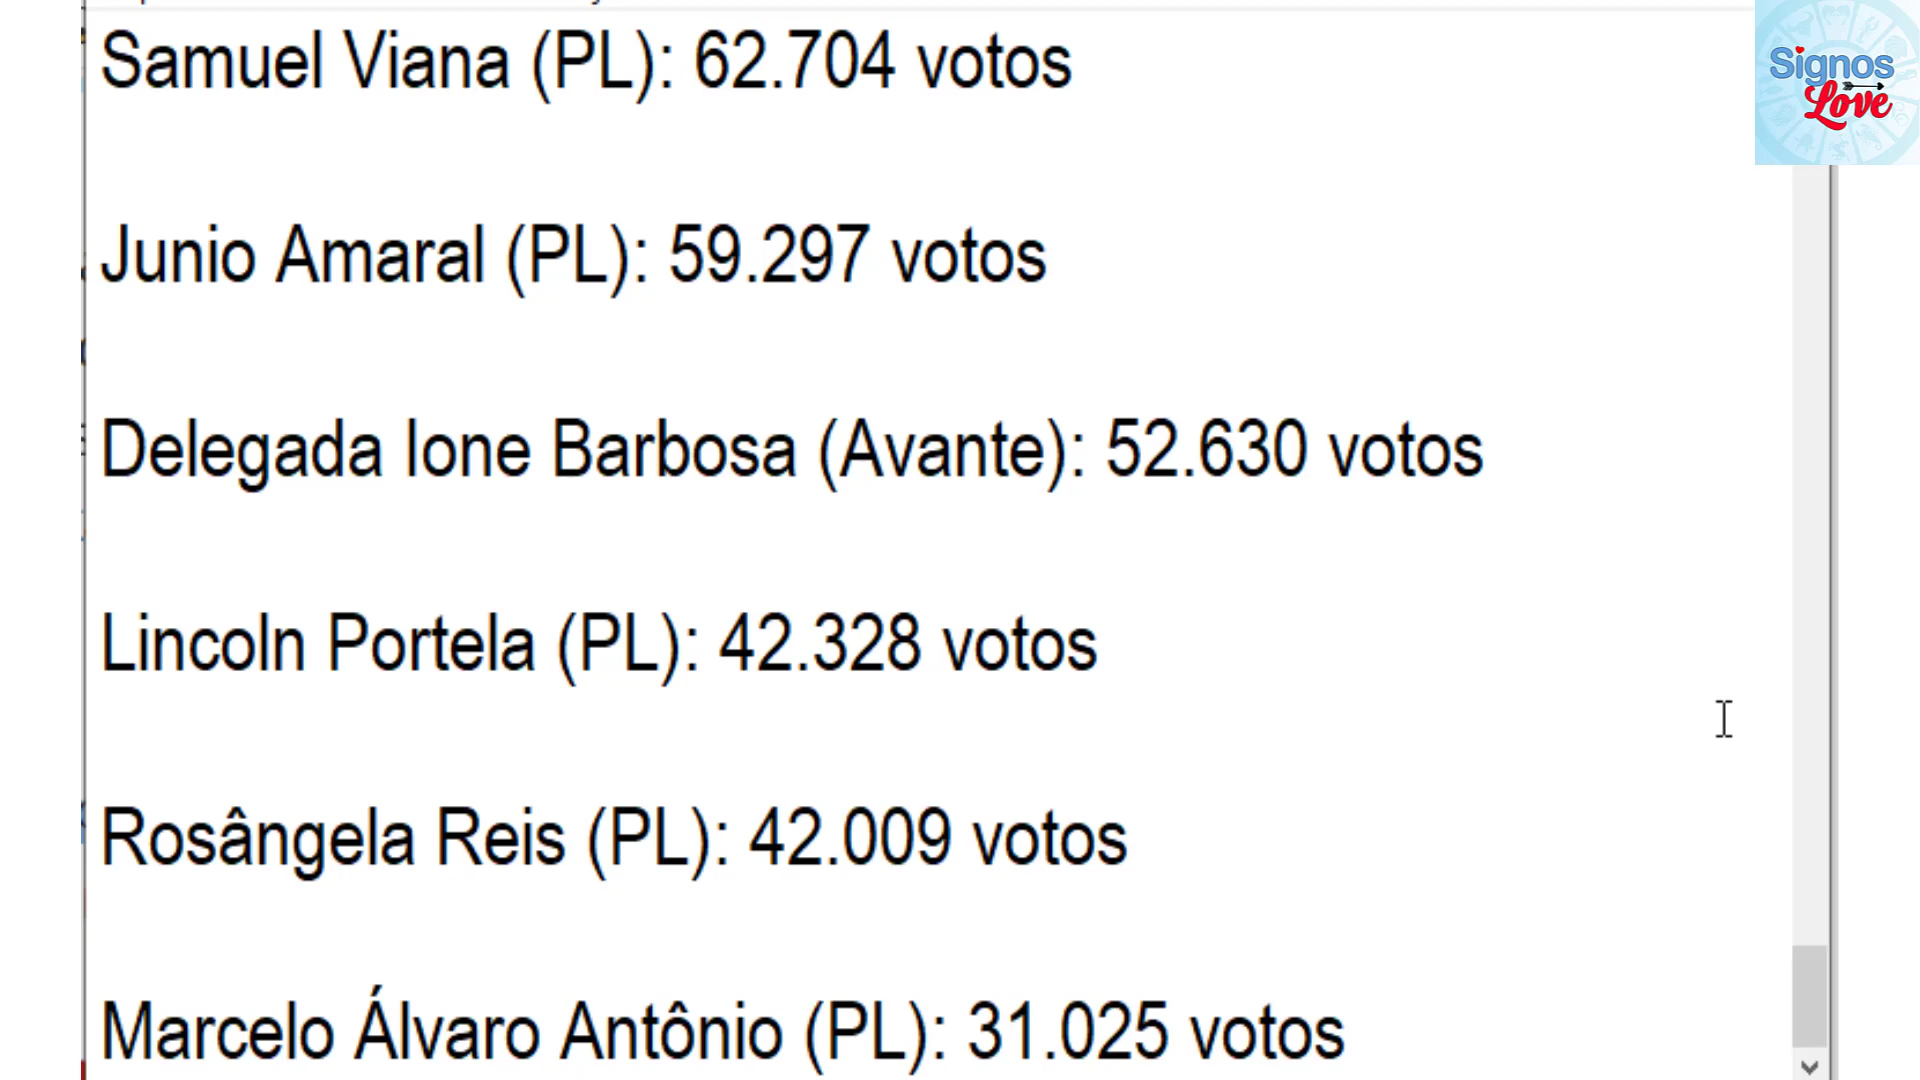 Samuel Viana (PL): 62.704 votos
Signos
Love
Junio Amaral (PL): 59.297 votos
Delegada Ione Barbosa (Avante): 52.630 votos
Lincoln Portela (PL): 42.328 votos
Rosângela Reis (PL): 42.009 votos
Marcelo Álvaro Antônio (PL): 31.025 votos